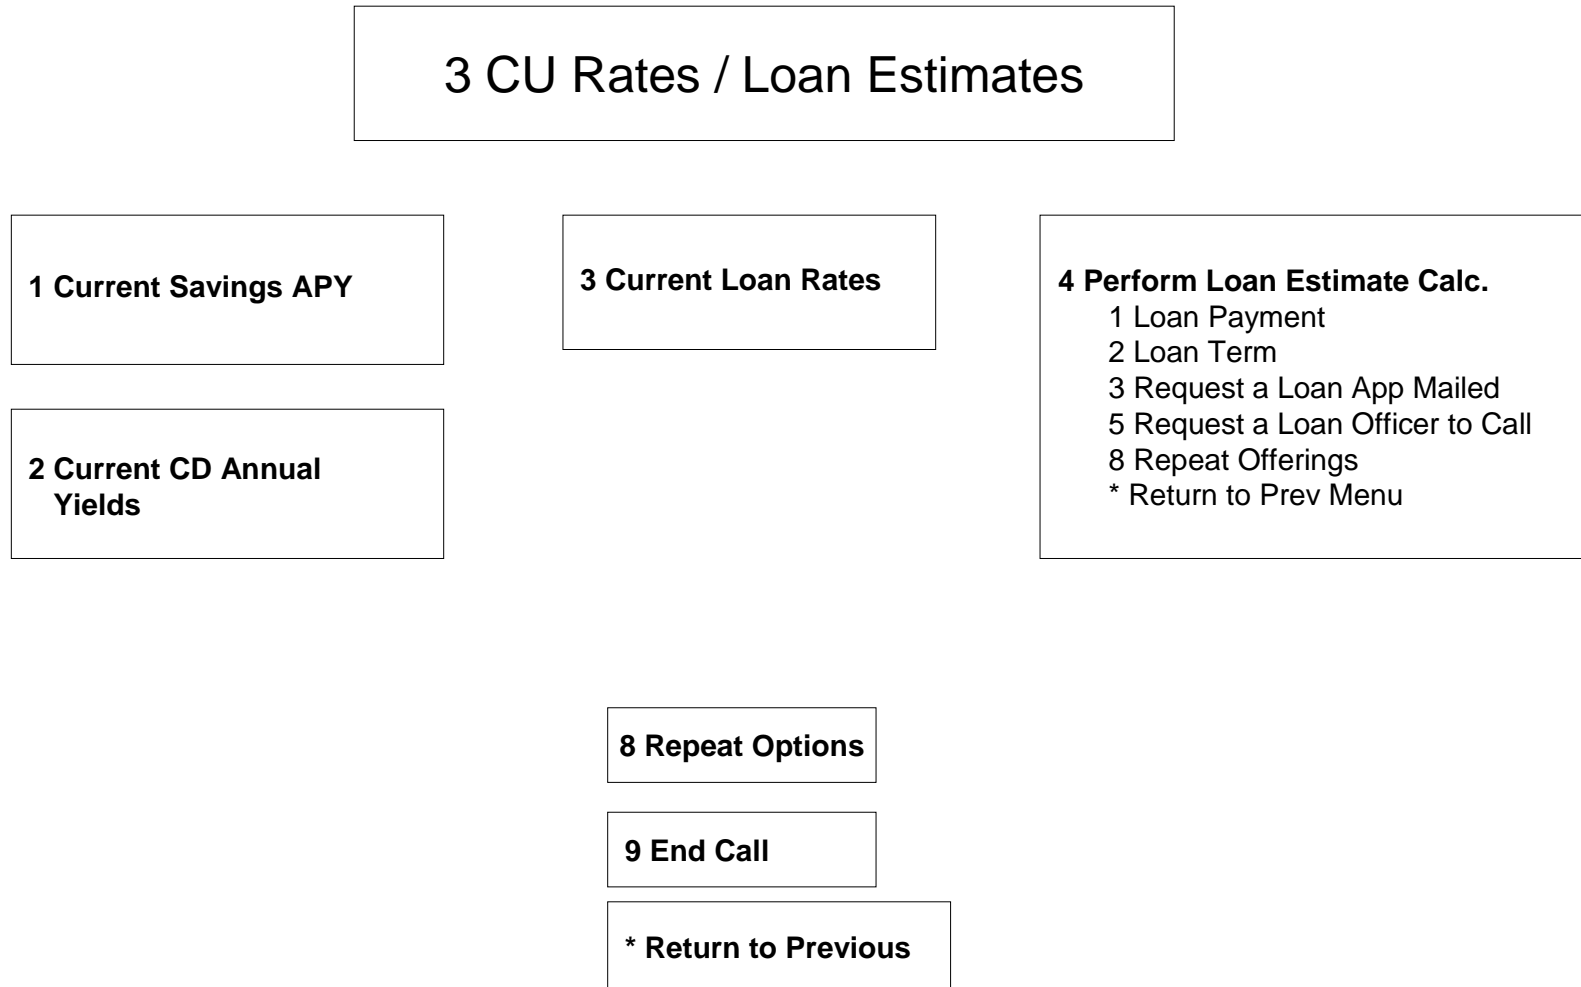 3 CU Rates / Loan Estimates
1 Current Savings APY
2 Current CD Annual
Yields
3 Current Loan Rates
4 Perform Loan Estimate Calc.
1 Loan Payment
2 Loan Term
3 Request a Loan App Mailed
5 Request a Loan Officer to Call
8 Repeat Offerings
* Return to Prev Menu
8 Repeat Options
9 End Call
* Return to Previous